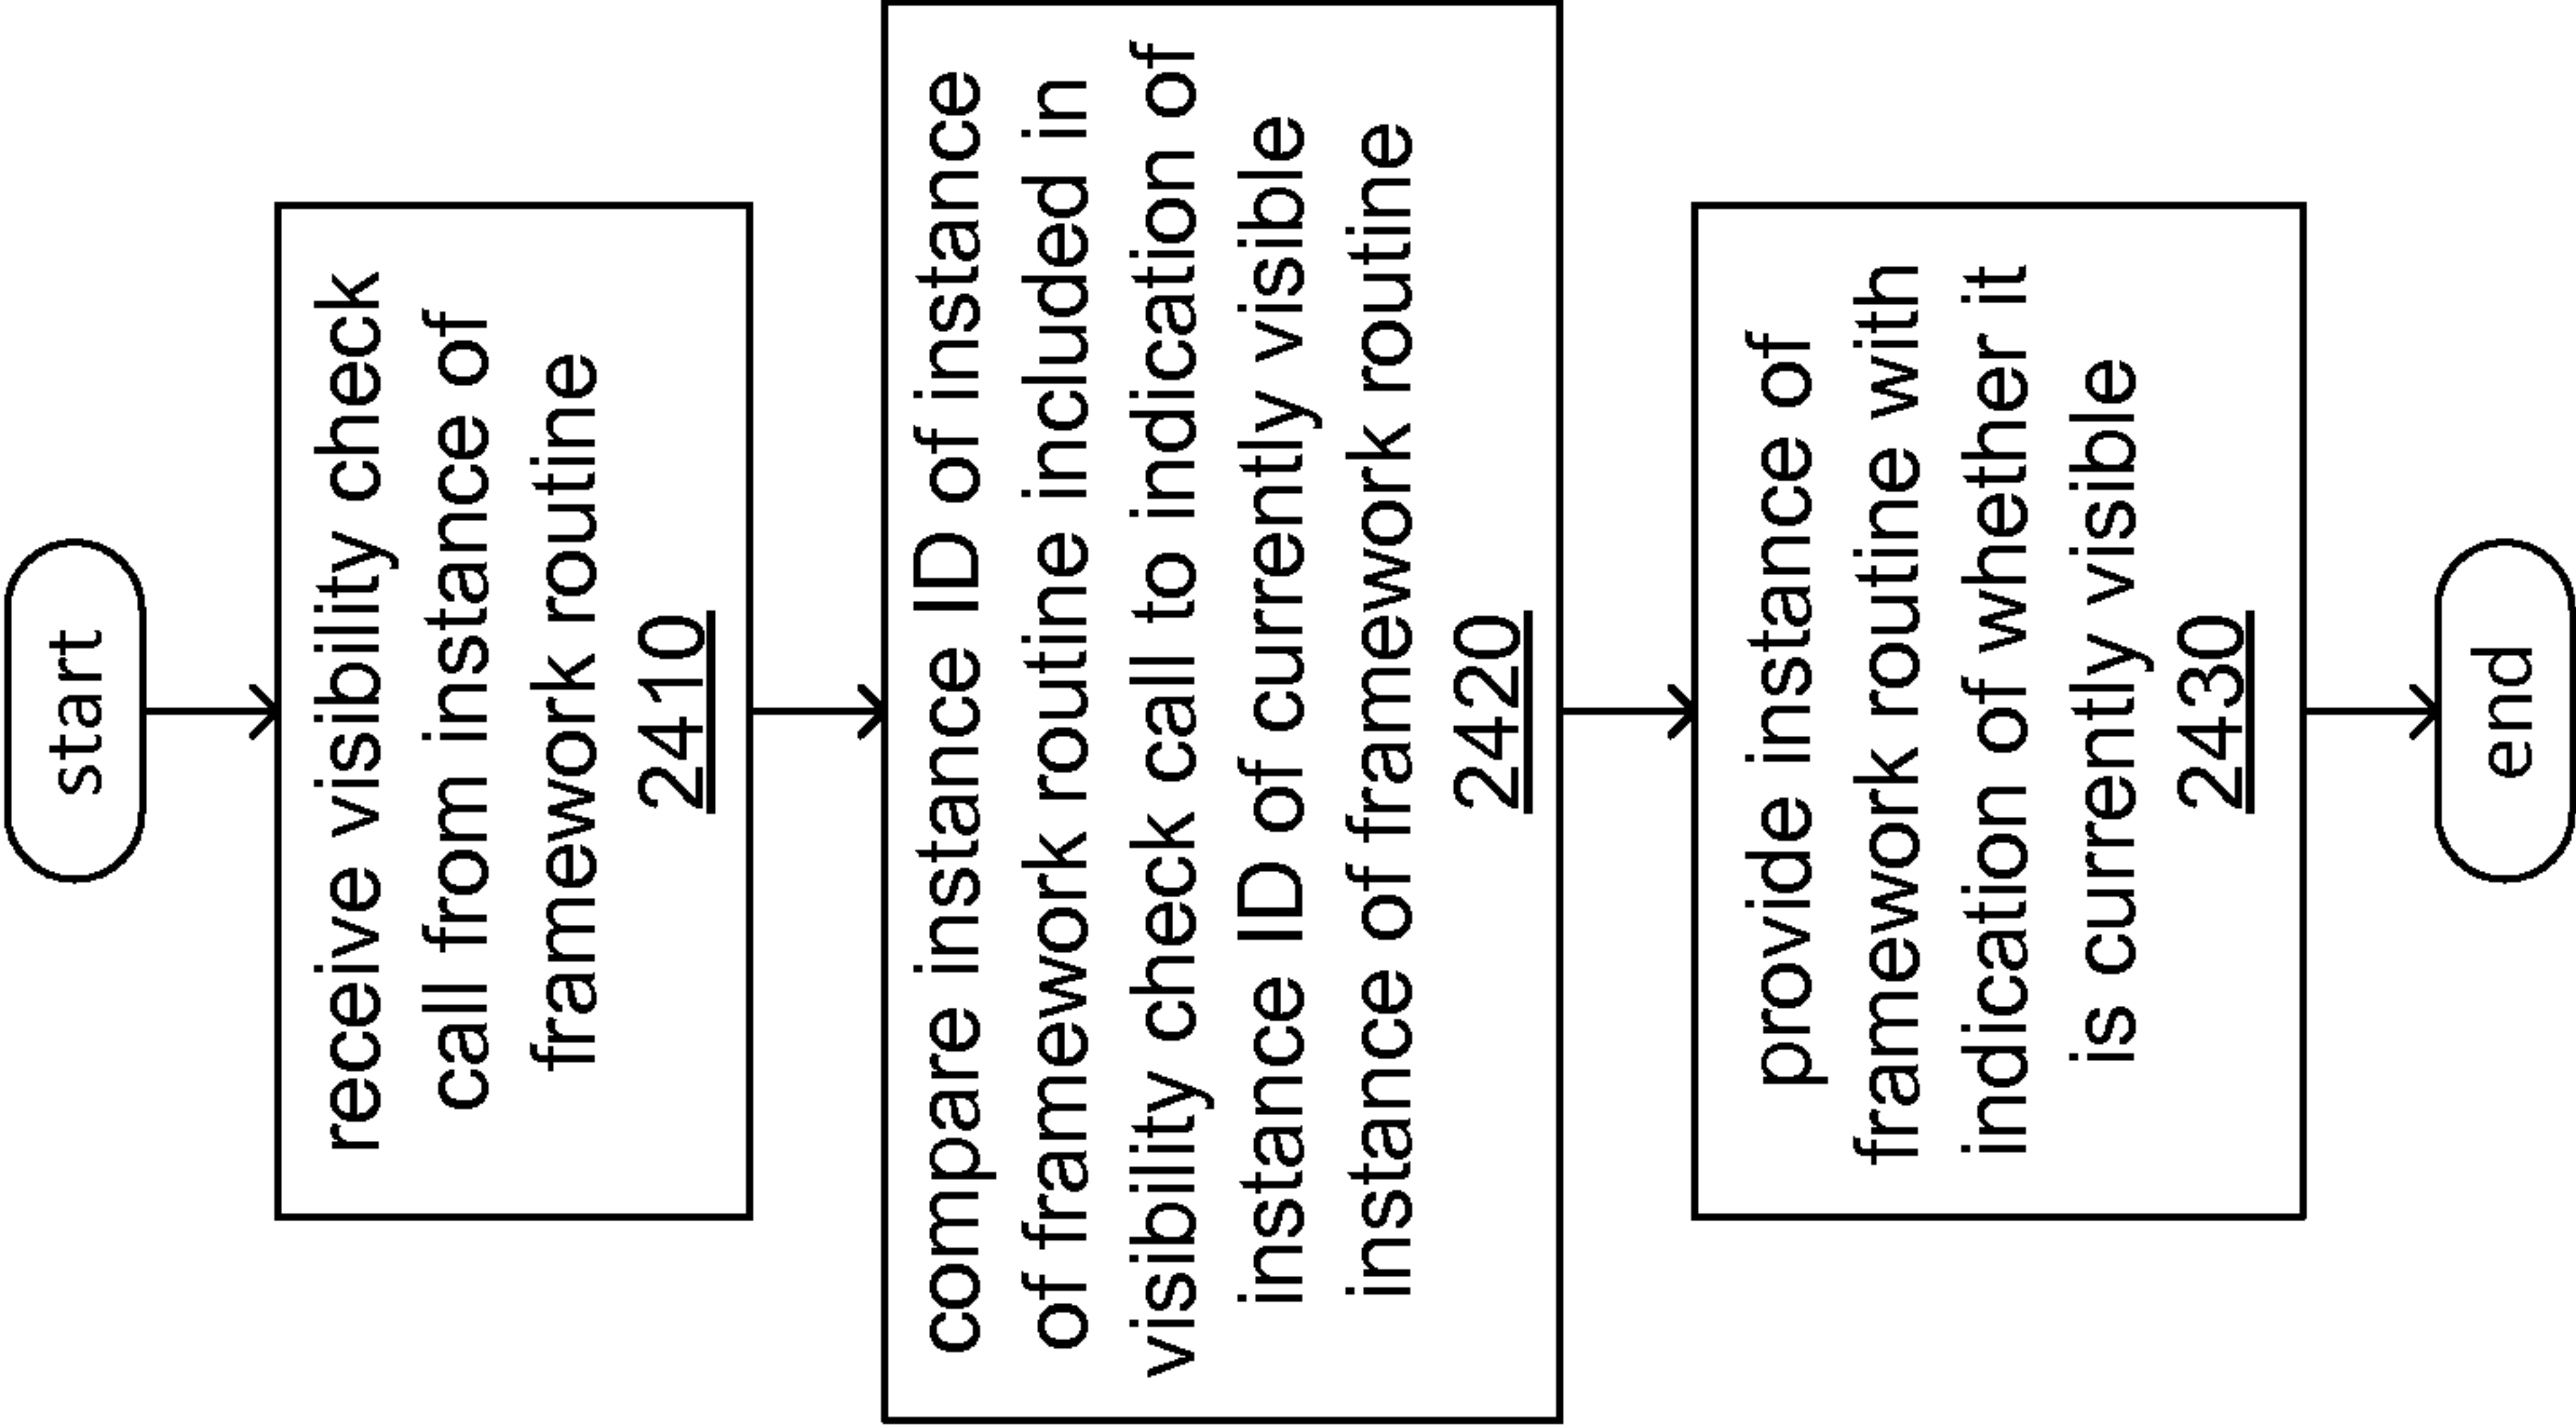 start
receive visibility check
call from instance of
framework routine
2410
compare instance ID of instance
of framework routine included in
visibility check call to indication of
instance ID of currently visible
instance of framework routine
2420
provide instance of
framework routine with
indication of whether it
is currently visible
2430
end